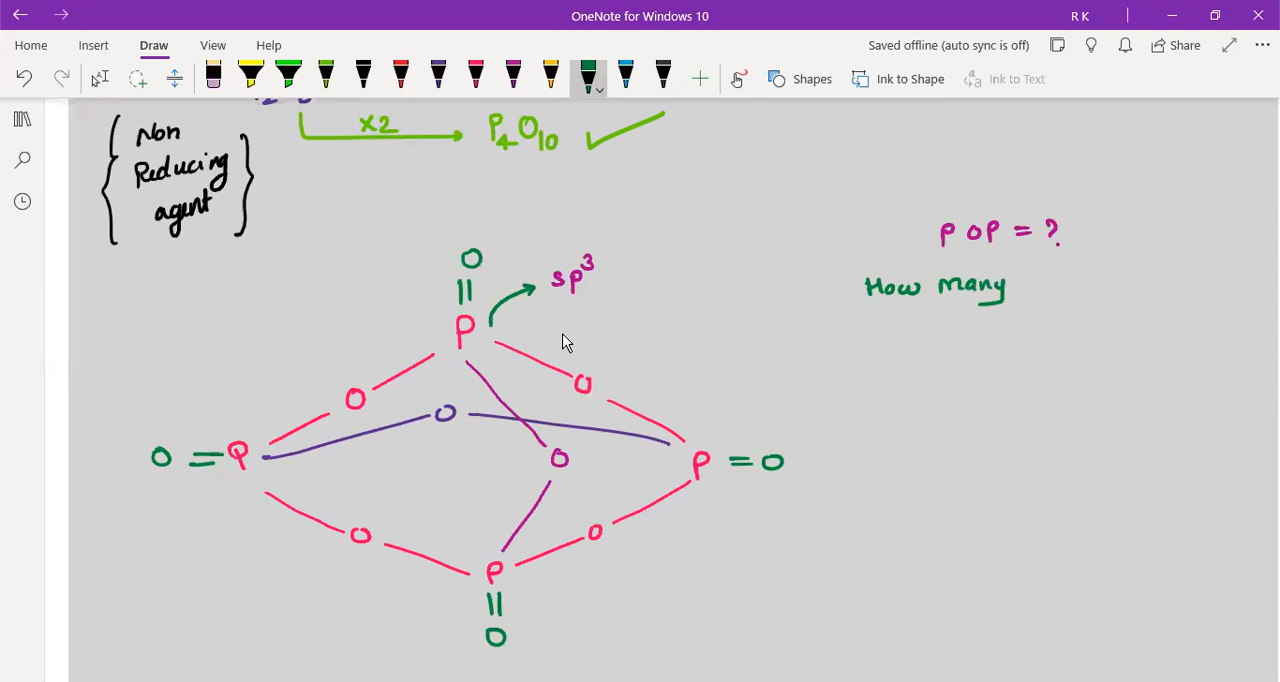 OneNote for Windows 10
R K
Home Insert Draw View Help
Saved offline (auto sync is off)
Share
Shapes
Ink to Shape
Ink to Text
x2
P4O10
Non
Reducing
agent
POP = ?
How many
O
sp³
P
O
O
O
O = P
O
P = O
O
O
P
O